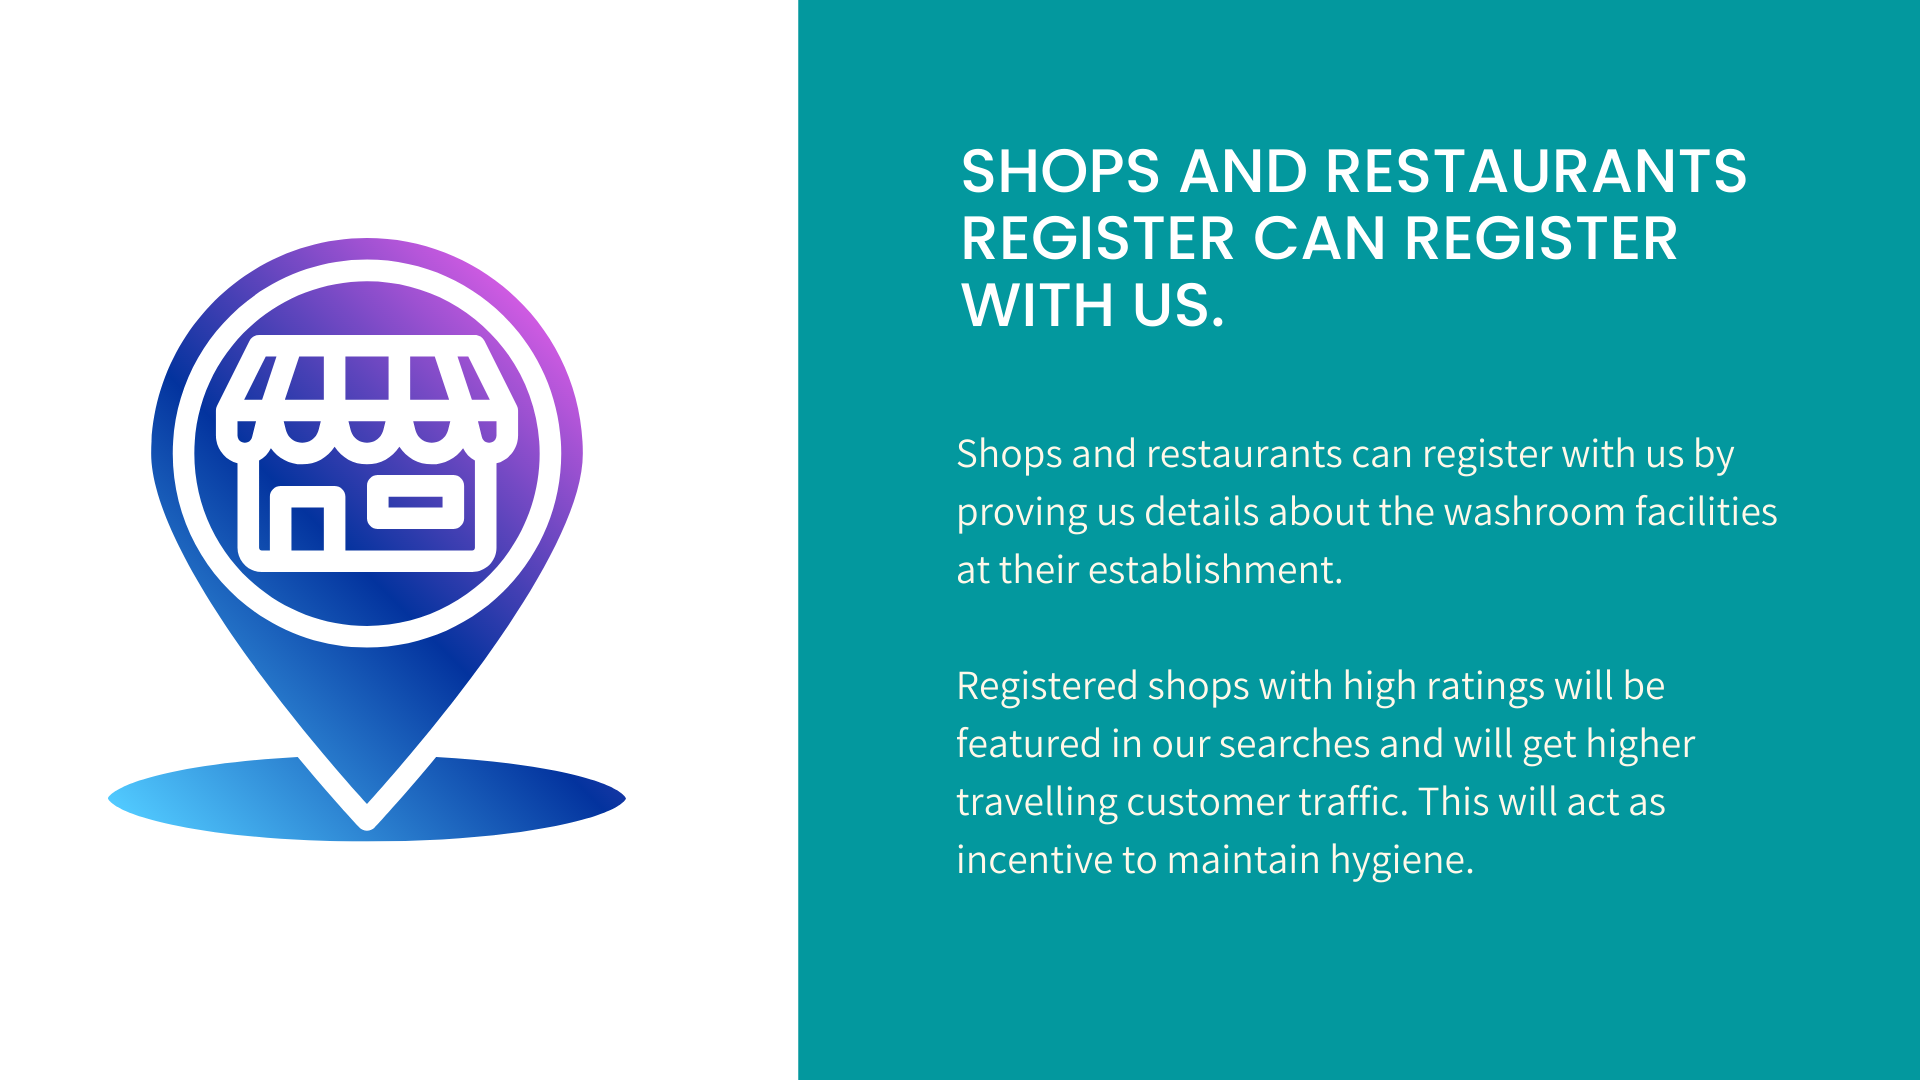 SHOPS AND RESTAURANTS
REGISTER CAN REGISTER
WITH US.
Shops and restaurants can register with us by
proving us details about the washroom facilities
at their establishment.
Registered shops with high ratings will be
featured in our searches and will get higher
travelling customer traffic. This will act as
incentive to maintain hygiene.